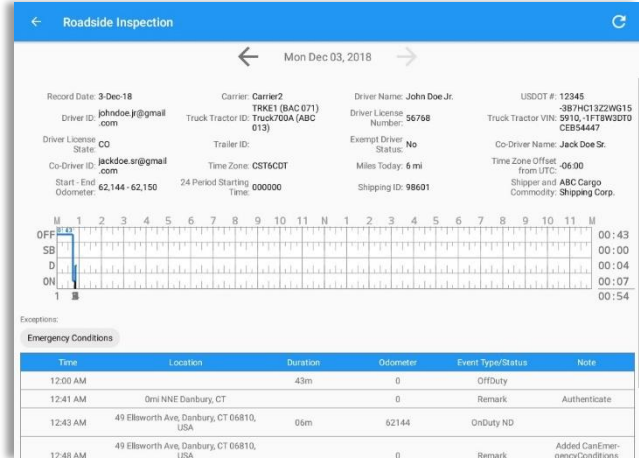 Roadside Inspection
Mon Dec 03, 2018
Record Date: 3-Dec-18 Carrier: Carrier2 Driver Name: John Doe Jr. USDOT #: 12345
Driver ID: johndoe.jr@gmail.com Truck Tractor ID: TRKE1 (BAC 071) Truck700A (ABC 013) Driver License Number: 56768 Truck Tractor VIN: -3B7HC13Z2WG155910, -1FT8W3DT0CEB54447
Driver License State: CO Trailer ID: Exempt Driver Status: No Co-Driver Name: Jack Doe Sr.
Co-Driver ID: jackdoe.sr@gmail.com Time Zone: CST6CDT Miles Today: 6 mi Time Zone Offset from UTC: -06:00
Start - End Odometer: 62,144 - 62,150 24 Period Starting Time: 000000 Shipping ID: 98601 Shipper and Commodity: ABC Cargo Shipping Corp.
M 1 2 3 4 5 6 7 8 9 10 11 N 1 2 3 4 5 6 7 8 9 10 11 M
OFF 0:43 00:43
SB 00:00
D 00:04
ON 00:07
1 00:54
Exceptions:
Emergency Conditions
Time Location Duration Odometer Event Type/Status Note
12:00 AM 43m 0 OffDuty
12:41 AM 0mi NNE Danbury, CT 0 Remark Authenticate
12:43 AM 49 Ellsworth Ave, Danbury, CT 06810, USA 06m 62144 OnDuty ND
12:48 AM 49 Ellsworth Ave, Danbury, CT 06810, USA 0 Remark Added CanEmer-gencyConditions